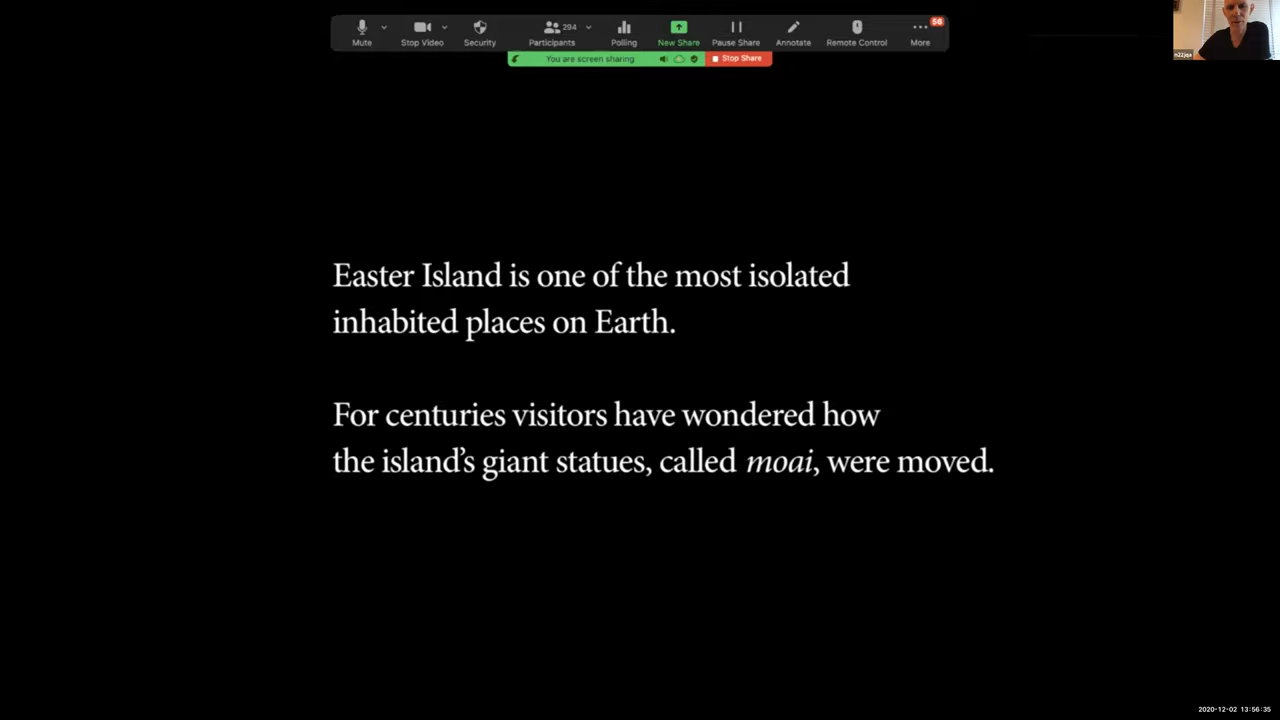 294
56
Mute
Stop Video
Security
Participants
Polling
New Share
Pause Share
Annotate
Remote Control
More
You are screen sharing
Stop Share
Easter Island is one of the most isolated
inhabited places on Earth.
For centuries visitors have wondered how
the island’s giant statues, called moai, were moved.
2020-12-02 13:56:35